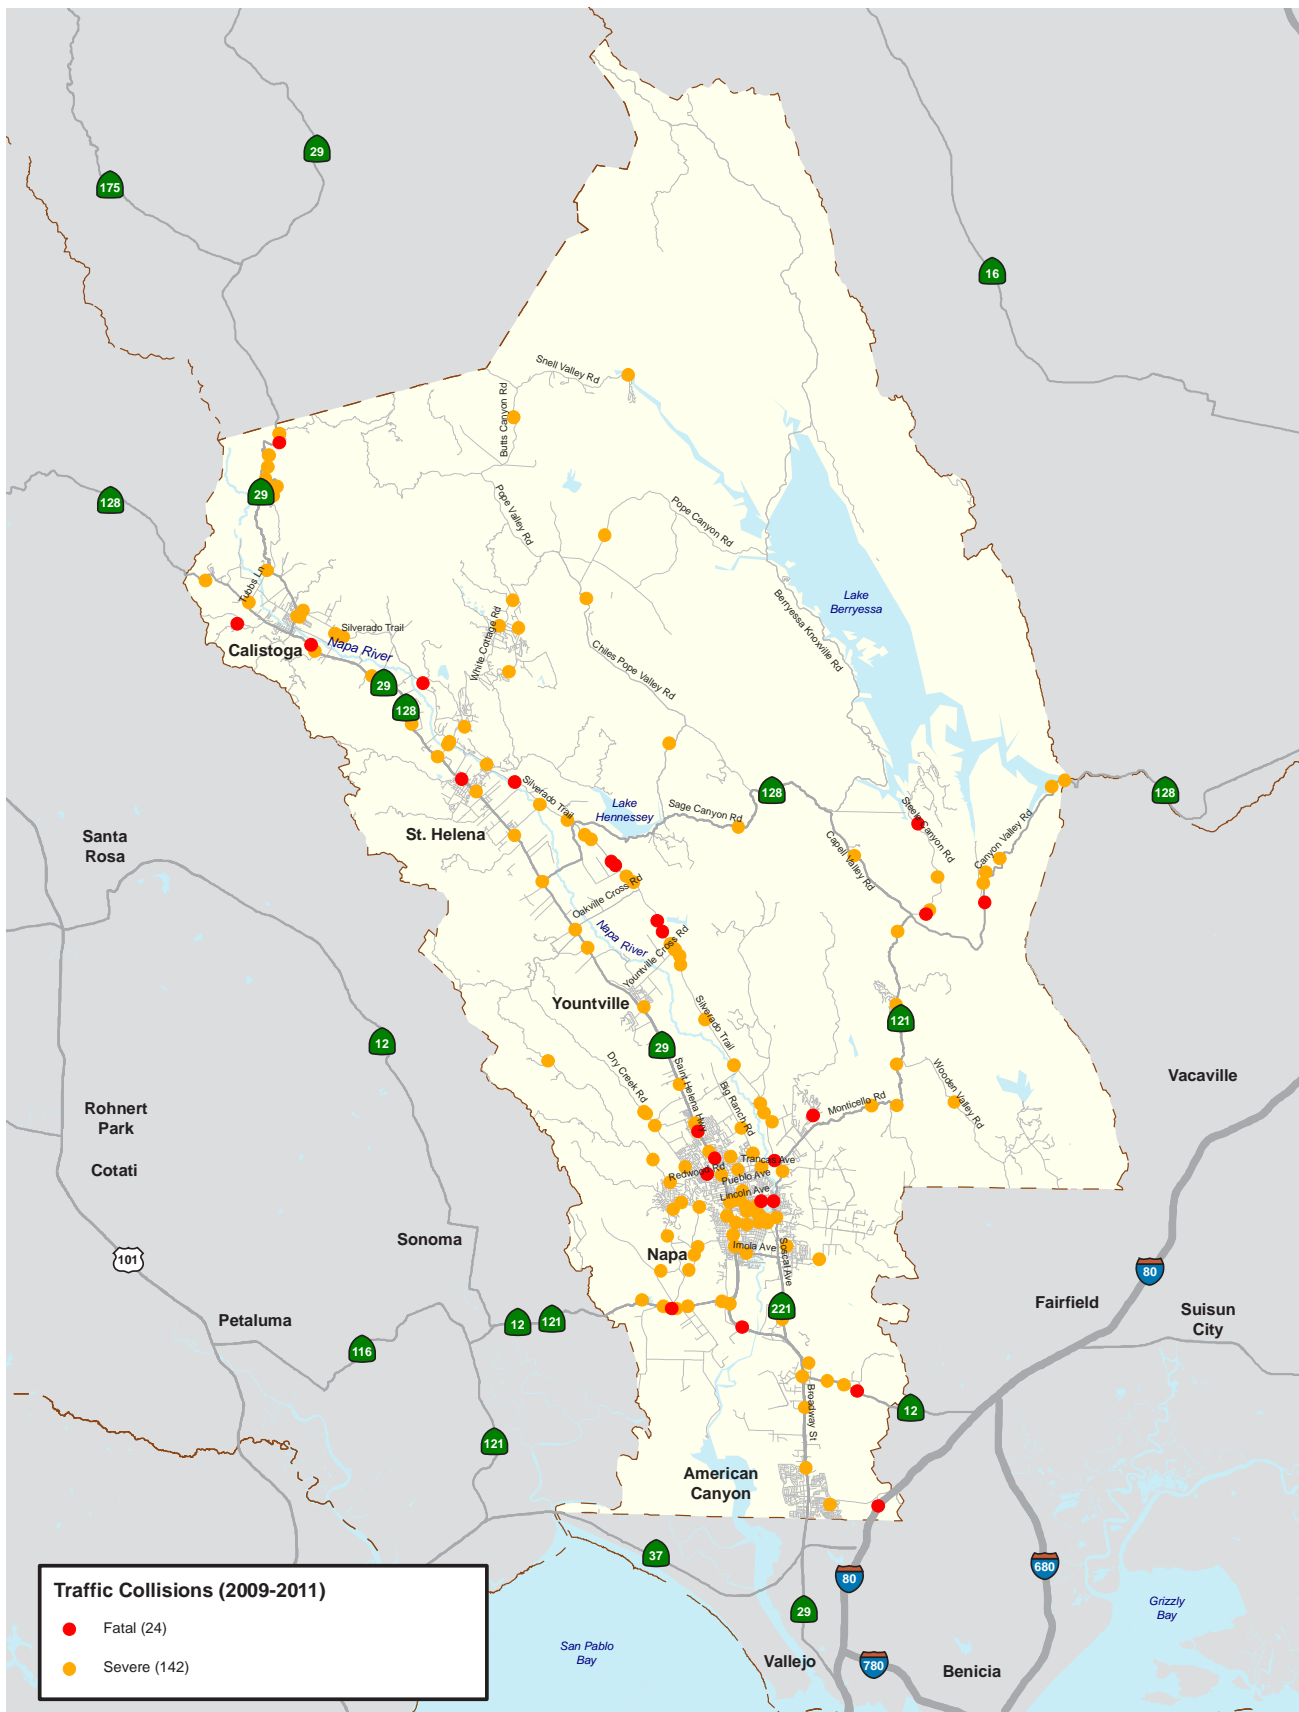 29
175
16
Snell Valley Rd
Butts Canyon Rd
128
29
Pope Valley Rd
Pope Canyon Rd
Tubbs Ln
Lake
Berryessa
Berryessa Knoxville Rd
Silverado Trail
Napa River
Calistoga
White Cottage Rd
Chiles Pope Valley Rd
29
128
128
128
Silverado Trail
Lake
Hennessey
Sage Canyon Rd
Steele Canyon Rd
Santa
Rosa
St. Helena
Capell Valley Rd
Canyon Valley Rd
Oakville Cross Rd
Napa River
Yountville Cross Rd
Yountville
Silverado Trail
121
12
29
Dry Creek Rd
Saint Helena Hwy
Big Ranch Rd
Monticello Rd
Wooden Valley Rd
Vacaville
Rohnert
Park
Cotati
Trancas Ave
Redwood Rd
Pueblo Ave
Lincoln Ave
Sonoma
Napa
Imola Ave
Soscal Ave
101
80
Fairfield
Suisun
City
Petaluma
12
121
221
116
Broadway St
12
121
American
Canyon
37
80
680
Traffic Collisions (2009-2011)
Fatal (24)
Severe (142)
29
Grizzly
Bay
San Pablo
Bay
Vallejo
780
Benicia